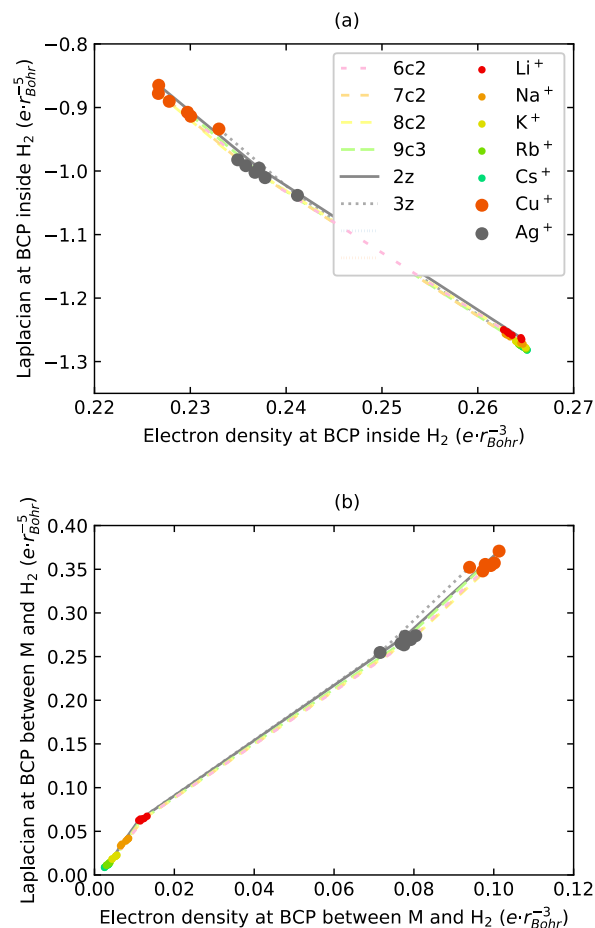 (a)
Laplacian at BCP inside H₂ (e·r⁻⁵_Bohr)
−0.8
−0.9
−1.0
−1.1
−1.2
−1.3
6c2
7c2
8c2
9c3
2z
3z
Li⁺
Na⁺
K⁺
Rb⁺
Cs⁺
Cu⁺
Ag⁺
0.22 0.23 0.24 0.25 0.26 0.27
Electron density at BCP inside H₂ (e·r⁻³_Bohr)
(b)
Laplacian at BCP between M and H₂ (e·r⁻⁵_Bohr)
0.40
0.35
0.30
0.25
0.20
0.15
0.10
0.05
0.00
0.00 0.02 0.04 0.06 0.08 0.10 0.12
Electron density at BCP between M and H₂ (e·r⁻³_Bohr)